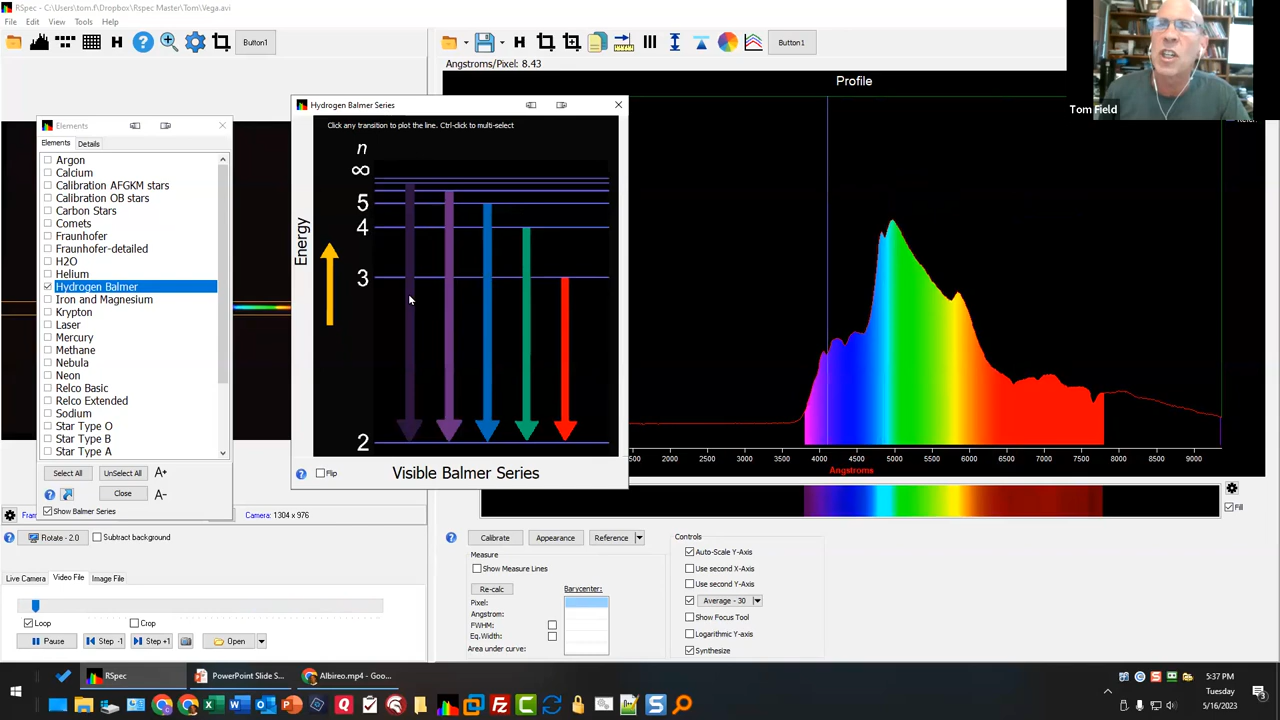 RSpec - C:\Users\tom.f\Dropbox\Rspec Master\Tom\Vega.avi
File Edit View Tools Help
H
?
Button1
H
Button1
Angstroms/Pixel: 8.43
Profile
Tom Field
Elements
Elements Details
Argon
Calcium
Calibration AFGKM stars
Calibration OB stars
Carbon Stars
Comets
Fraunhofer
Fraunhofer-detailed
H2O
Helium
Hydrogen Balmer
Iron and Magnesium
Krypton
Laser
Mercury
Methane
Nebula
Neon
Relco Basic
Relco Extended
Sodium
Star Type O
Star Type B
Star Type A
Select All UnSelect All A+
? Close A-
Show Balmer Series
Hydrogen Balmer Series
Click any transition to plot the line. Ctrl-click to multi-select
n
∞
5
4
3
2
Energy
? Flip
Visible Balmer Series
2500 3000 3500 4000 4500 5000 5500 6000 6500 7000 7500 8000 8500 9000
Angstroms
Fill
Camera: 1304 x 976
? Rotate - 2.0 Subtract background
Live Camera Video File Image File
Loop Crop
Pause Step -1 Step +1 Open
? Calibrate Appearance Reference
Measure
Show Measure Lines
Re-calc Barycenter:
Pixel:
Angstrom:
FWHM:
Eq.Width:
Area under curve:
Controls
Auto-Scale Y-Axis
Use second X-Axis
Use second Y-Axis
Average - 30
Show Focus Tool
Logarithmic Y-axis
Synthesize
RSpec PowerPoint Slide S... Albireo.mp4 - Goo...
5:37 PM
Tuesday
5/16/2023